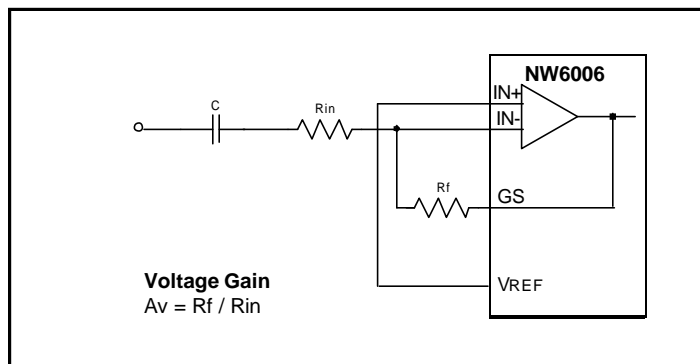 NW6006
IN+
C
Rin
IN-
Rf
GS
Voltage Gain
Av = Rf / Rin
VREF